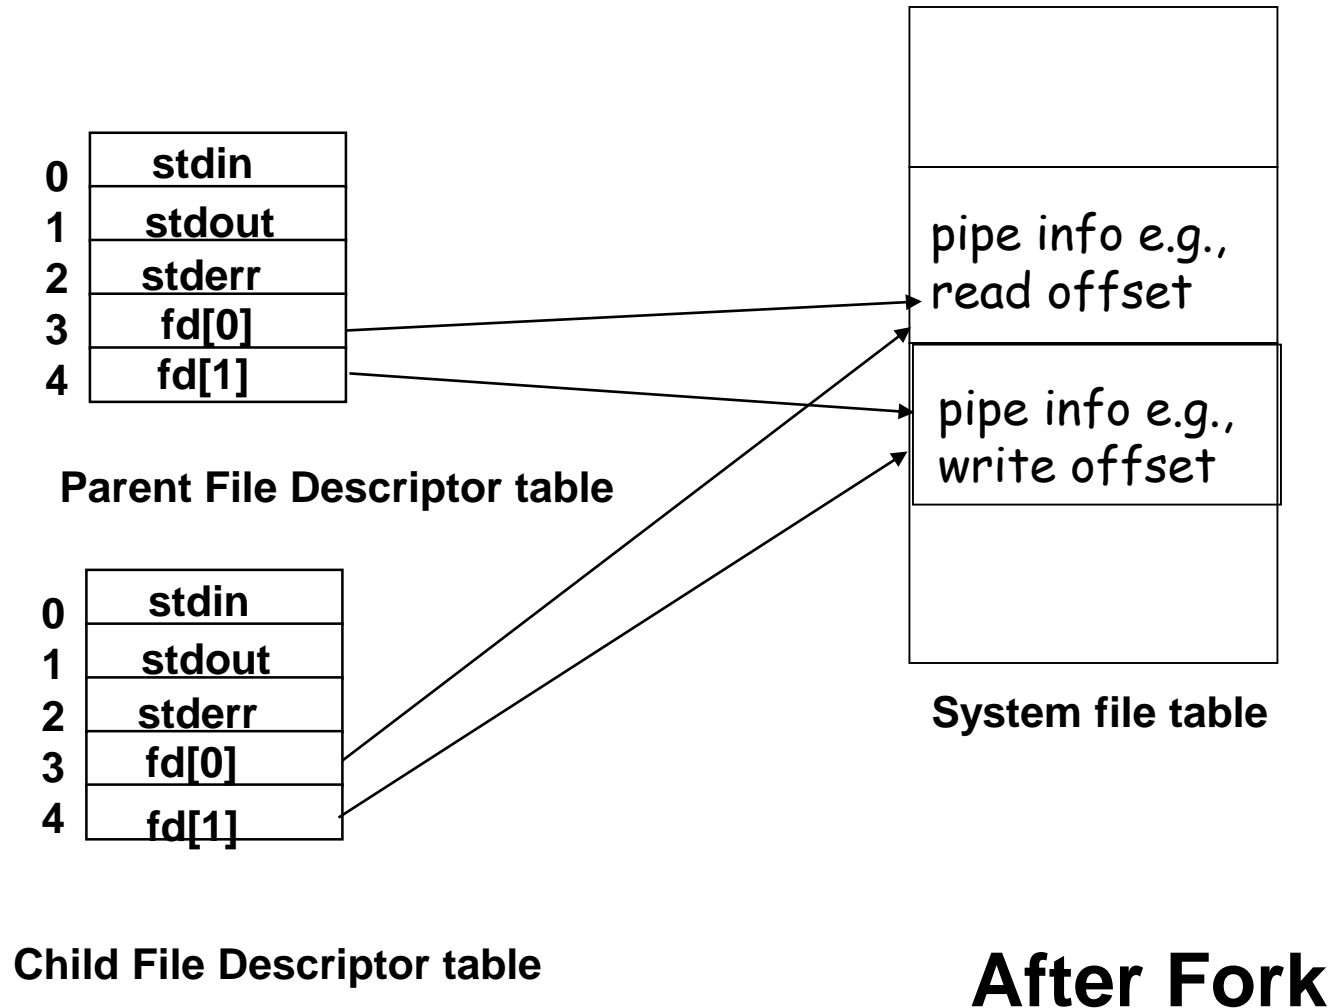 0 stdin
1 stdout
2 stderr
3 fd[0]
4 fd[1]
Parent File Descriptor table
0 stdin
1 stdout
2 stderr
3 fd[0]
4 fd[1]
Child File Descriptor table
pipe info e.g.,
read offset
pipe info e.g.,
write offset
System file table
After Fork